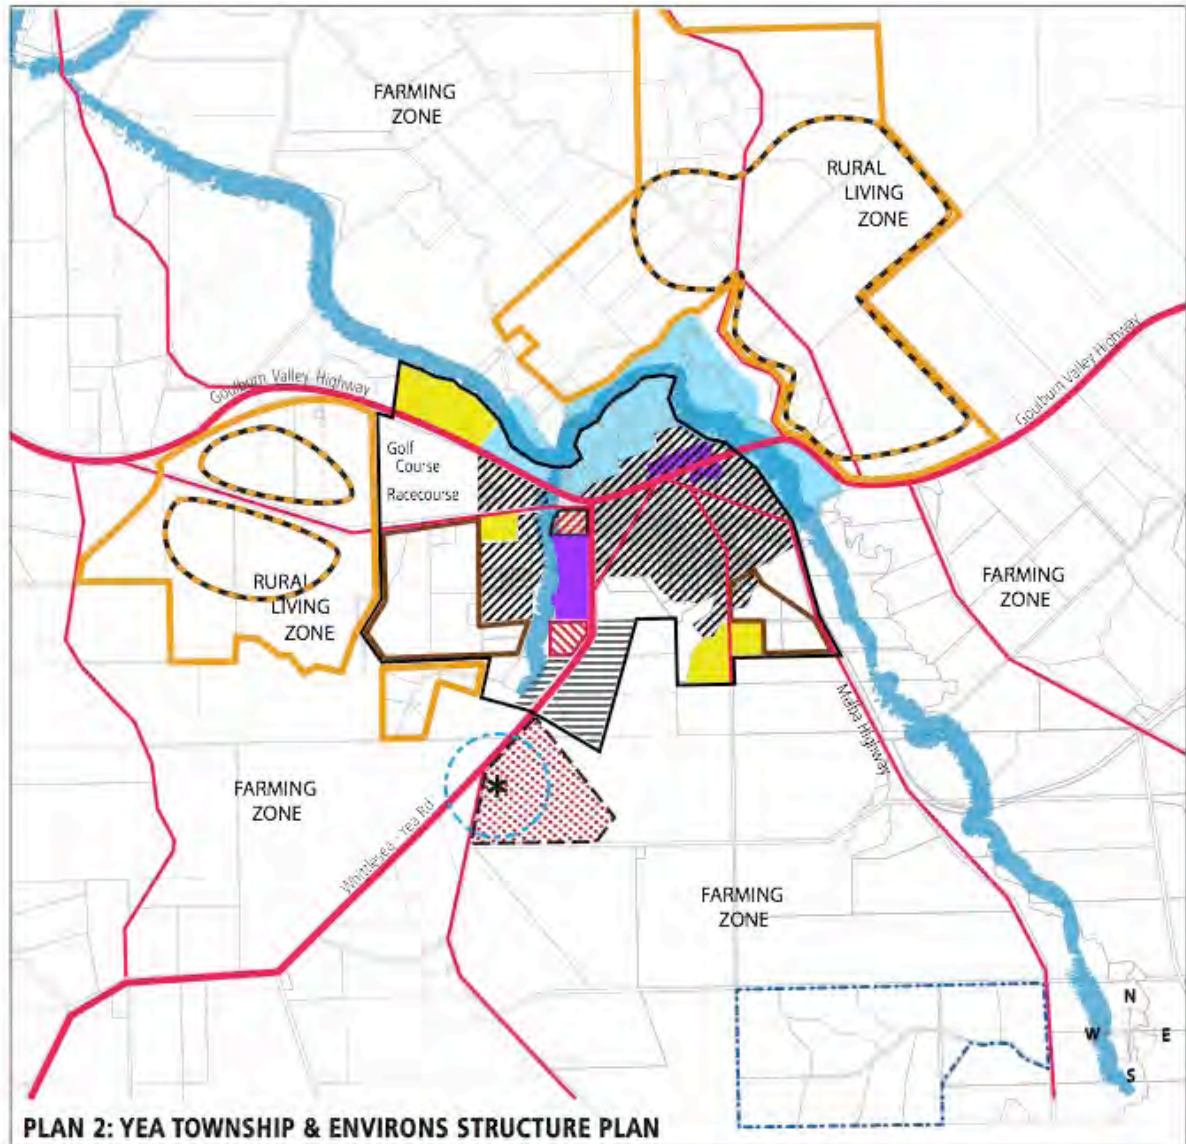 FARMING
ZONE
RURAL
LIVING
ZONE
Goulburn Valley Highway
Goulburn Valley Highway
Golf
Course
Racecourse
RURAL
LIVING
ZONE
FARMING
ZONE
Melba Highway
FARMING
ZONE
*
Whittlesea - Yea Rd
FARMING
ZONE
N
W E
S
PLAN 2: YEA TOWNSHIP & ENVIRONS STRUCTURE PLAN